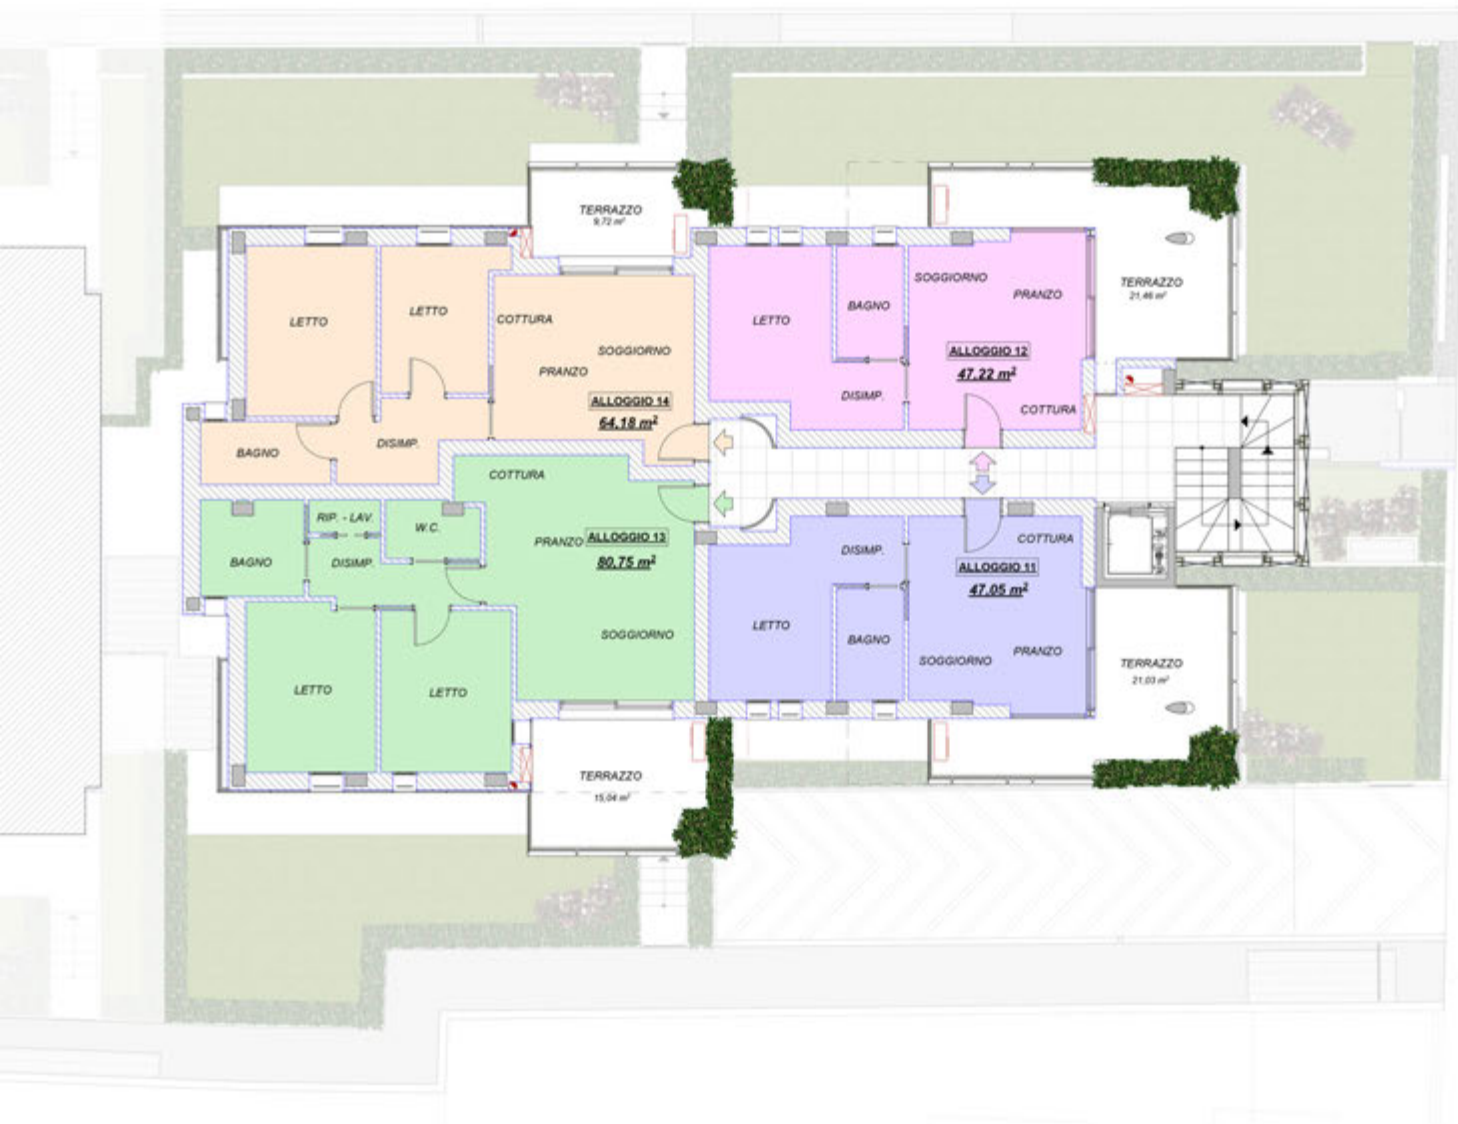 TERRAZZO
9,72 m²
LETTO
LETTO
COTTURA
SOGGIORNO
PRANZO
ALLOGGIO 14
64,18 m²
BAGNO
DISIMP.
LETTO
BAGNO
SOGGIORNO
PRANZO
ALLOGGIO 12
47,22 m²
DISIMP.
COTTURA
TERRAZZO
21,46 m²
COTTURA
RIP. - LAV.
W.C.
PRANZO
ALLOGGIO 13
80,75 m²
BAGNO
DISIMP.
SOGGIORNO
LETTO
LETTO
TERRAZZO
15,04 m²
DISIMP.
COTTURA
ALLOGGIO 11
47,05 m²
LETTO
BAGNO
SOGGIORNO
PRANZO
TERRAZZO
21,03 m²